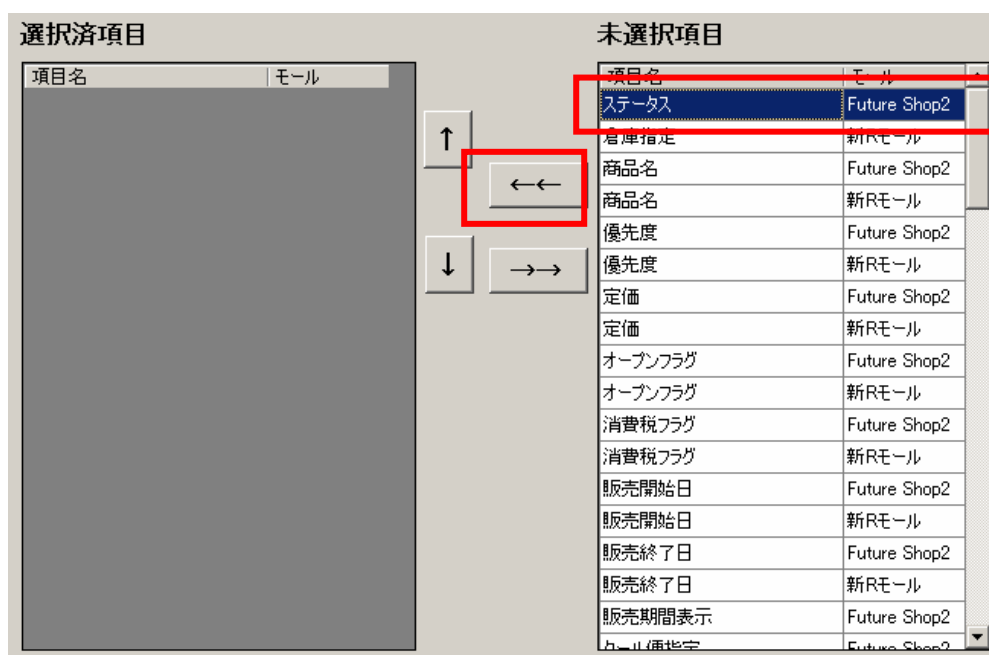 選択済項目
未選択項目
項目名 モール
項目名 モール
ステータス Future Shop2
倉庫指定 新Rモール
商品名 Future Shop2
商品名 新Rモール
優先度 Future Shop2
優先度 新Rモール
定価 Future Shop2
定価 新Rモール
オープンフラグ Future Shop2
オープンフラグ 新Rモール
消費税フラグ Future Shop2
消費税フラグ 新Rモール
販売開始日 Future Shop2
販売開始日 新Rモール
販売終了日 Future Shop2
販売終了日 新Rモール
販売期間表示 Future Shop2
クール便指定 Future Shop2
↑
←←
↓
→→